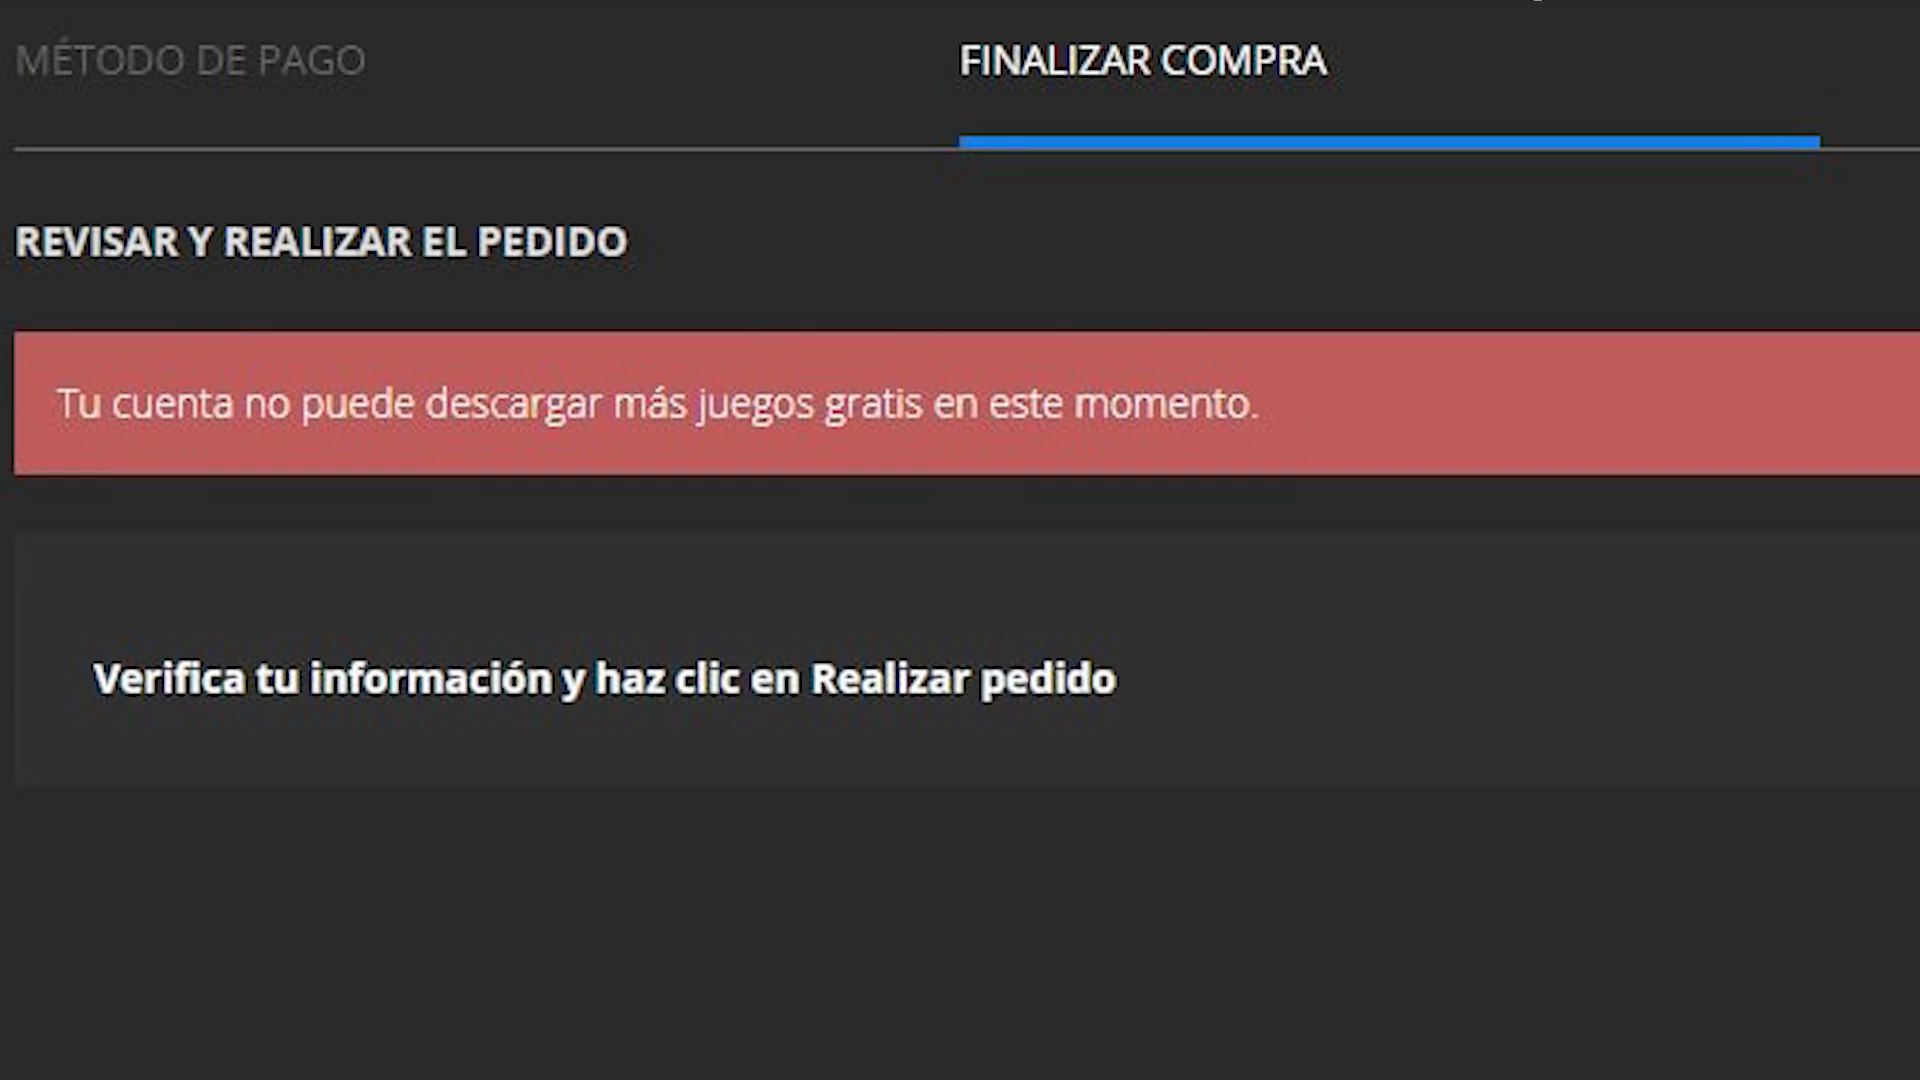 MÉTODO DE PAGO
FINALIZAR COMPRA
REVISAR Y REALIZAR EL PEDIDO
Tu cuenta no puede descargar más juegos gratis en este momento.
Verifica tu información y haz clic en Realizar pedido